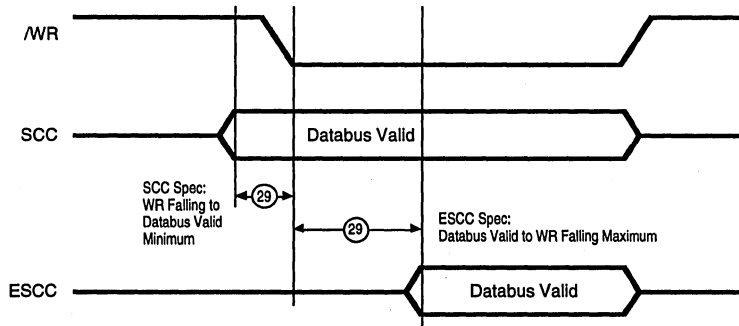 /WR
SCC
Databus Valid
SCC Spec:
WR Falling to
Databus Valid
Minimum
29
29
ESCC Spec:
Databus Valid to WR Falling Maximum
ESCC
Databus Valid